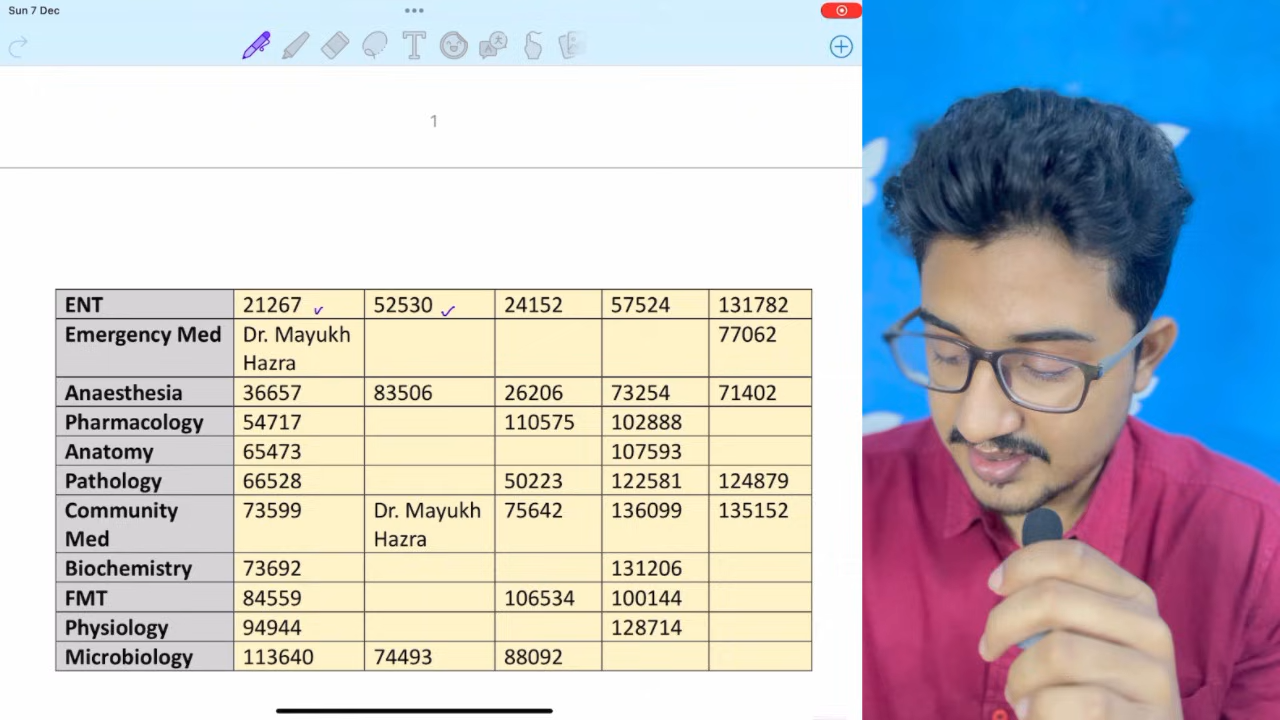 Sun 7 Dec
1
ENT 21267 52530 24152 57524 131782
Emergency Med Dr. Mayukh 77062
Hazra
Anaesthesia 36657 83506 26206 73254 71402
Pharmacology 54717 110575 102888
Anatomy 65473 107593
Pathology 66528 50223 122581 124879
Community 73599 Dr. Mayukh 75642 136099 135152
Med Hazra
Biochemistry 73692 131206
FMT 84559 106534 100144
Physiology 94944 128714
Microbiology 113640 74493 88092